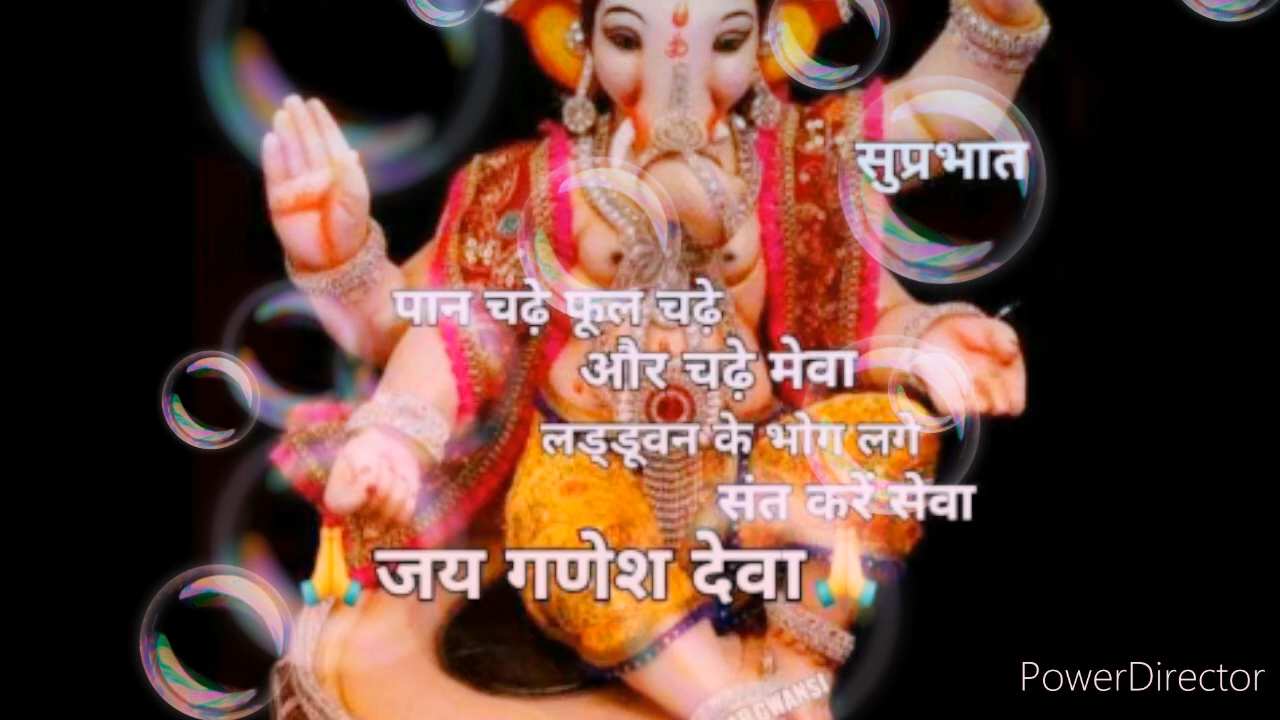 सुप्रभात
पान चढ़े फूल चढ़े
और चढ़े मेवा
लड्डूवन के भोग लगे
संत करें सेवा
🙏जय गणेश देवा🙏
PowerDirector